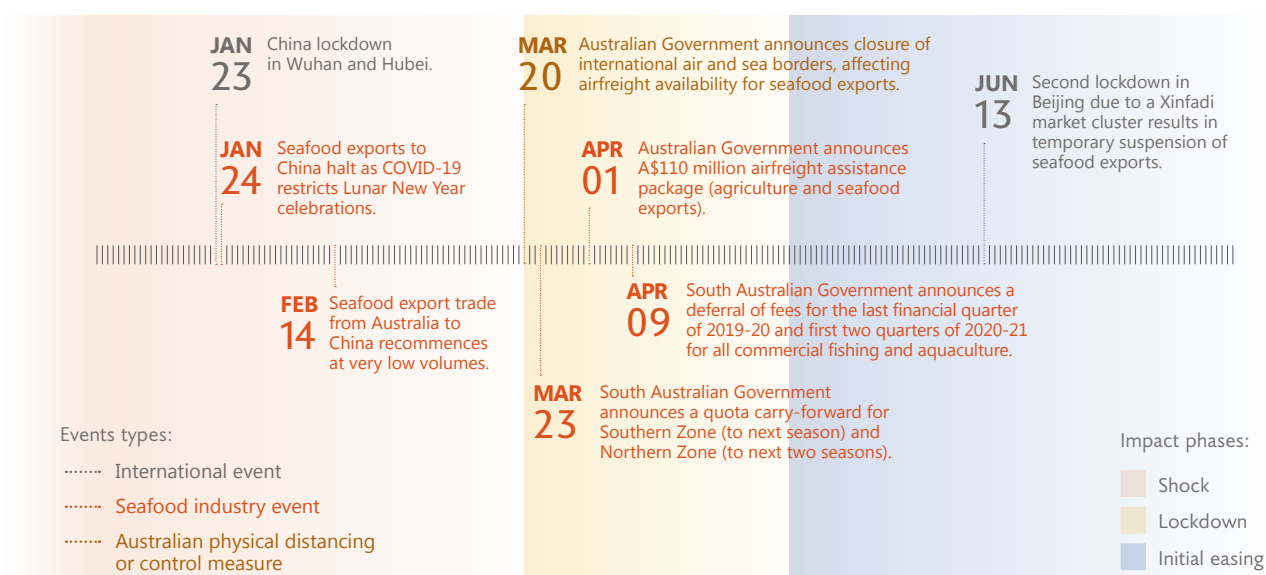 JAN
23
China lockdown
in Wuhan and Hubei.
MAR
20
Australian Government announces closure of
international air and sea borders, affecting
airfreight availability for seafood exports.
JUN
13
Second lockdown in
Beijing due to a Xinfadi
market cluster results in
temporary suspension of
seafood exports.
JAN
24
Seafood exports to
China halt as COVID-19
restricts Lunar New Year
celebrations.
APR
01
Australian Government announces
A$110 million airfreight assistance
package (agriculture and seafood
exports).
FEB
14
Seafood export trade
from Australia to
China recommences
at very low volumes.
APR
09
South Australian Government announces a
deferral of fees for the last financial quarter
of 2019-20 and first two quarters of 2020-21
for all commercial fishing and aquaculture.
MAR
23
South Australian Government
announces a quota carry-forward for
Southern Zone (to next season) and
Northern Zone (to next two seasons).
Events types:
International event
Seafood industry event
Australian physical distancing
or control measure
Impact phases:
Shock
Lockdown
Initial easing